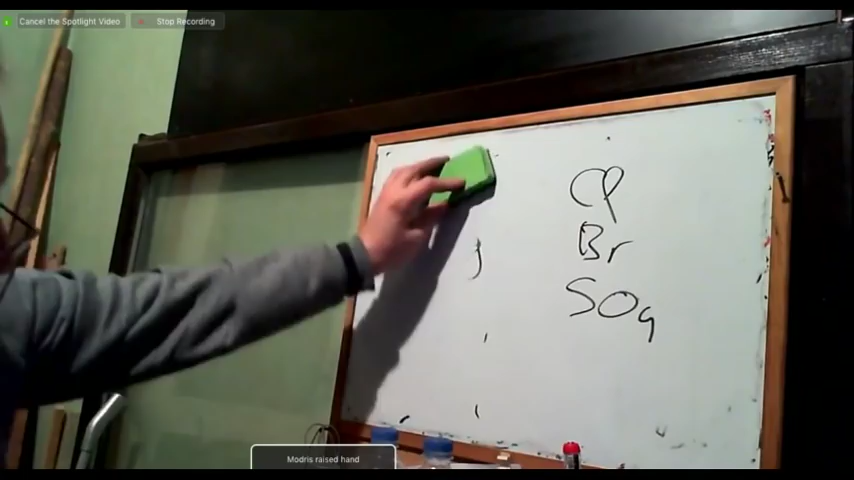 Cancel the Spotlight Video Stop Recording
Cl
Br
SO4
Modris raised hand